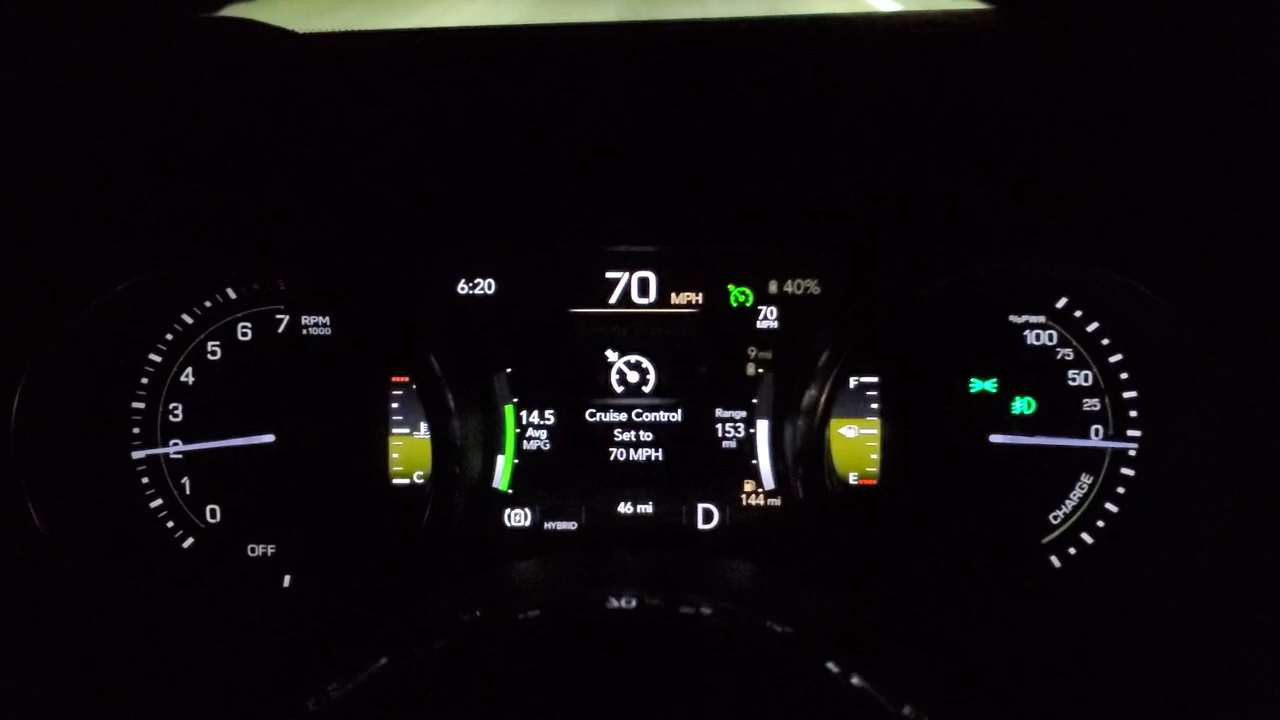 6:20
70 MPH
40%
70
MPH
7
RPM
x1000
6
5
4
3
2
1
0
OFF
C
14.5
Avg
MPG
Cruise Control
Set to
70 MPH
9 mi
Range
153
mi
144 mi
HYBRID
46 mi
D
F
E
%PWR
100
75
50
25
0
CHARGE